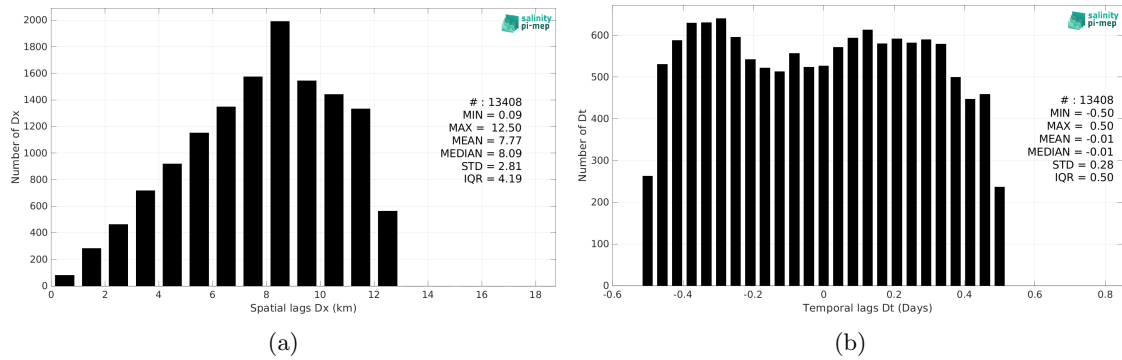 2000
1800
1600
1400
1200
1000
800
600
400
200
0
Number of Dx
0 2 4 6 8 10 12 14 16 18
Spatial lags Dx (km)
salinity
pi-mep
# : 13408
MIN = 0.09
MAX = 12.50
MEAN = 7.77
MEDIAN = 8.09
STD = 2.81
IQR = 4.19
(a)
600
500
400
300
200
100
0
Number of Dt
-0.6 -0.4 -0.2 0 0.2 0.4 0.6 0.8
Temporal lags Dt (Days)
salinity
pi-mep
# : 13408
MIN = -0.50
MAX = 0.50
MEAN = -0.01
MEDIAN = -0.01
STD = 0.28
IQR = 0.50
(b)